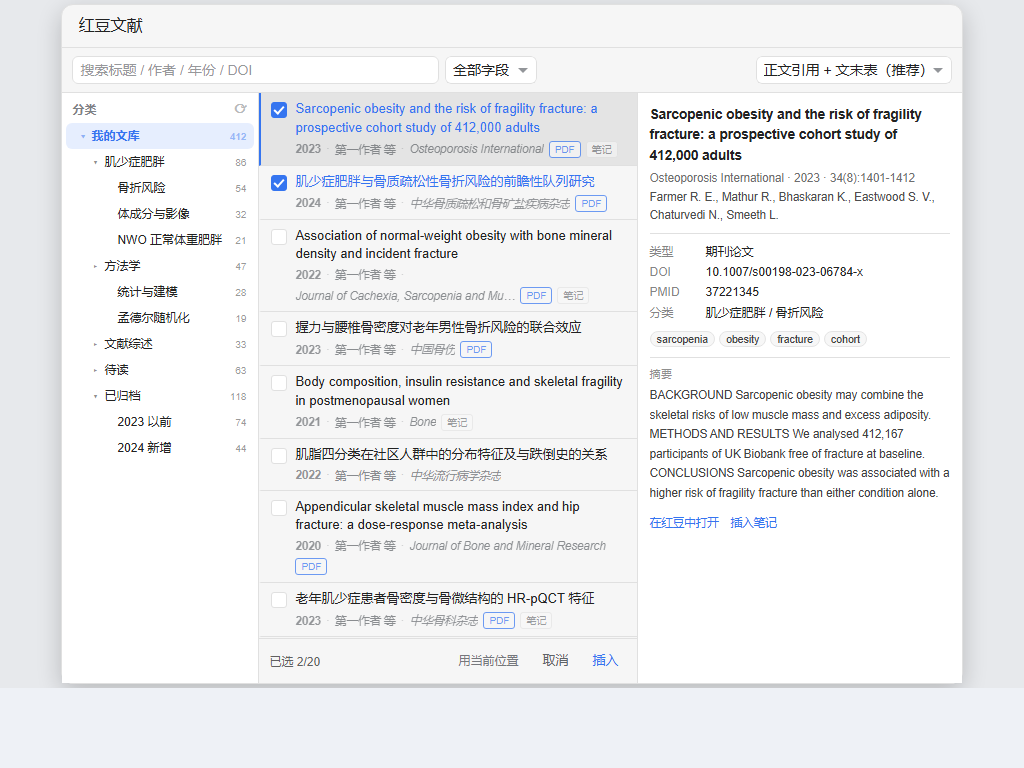 红豆文献
搜索标题 / 作者 / 年份 / DOI
全部字段
正文引用 + 文末表（推荐）
分类
我的文库 412
肌少症肥胖 86
骨折风险 54
体成分与影像 32
NWO 正常体重肥胖 21
方法学 47
统计与建模 28
孟德尔随机化 19
文献综述 33
待读 63
已归档 118
2023 以前 74
2024 新增 44
Sarcopenic obesity and the risk of fragility fracture: a
prospective cohort study of 412,000 adults
2023 · 第一作者 等 · Osteoporosis International PDF 笔记
肌少症肥胖与骨质疏松性骨折风险的前瞻性队列研究
2024 · 第一作者 等 · 中华骨质疏松和骨矿盐疾病杂志 PDF
Association of normal-weight obesity with bone mineral
density and incident fracture
2022 · 第一作者 等 ·
Journal of Cachexia, Sarcopenia and Mu… PDF 笔记
握力与腰椎骨密度对老年男性骨折风险的联合效应
2023 · 第一作者 等 · 中国骨伤 PDF
Body composition, insulin resistance and skeletal fragility
in postmenopausal women
2021 · 第一作者 等 · Bone 笔记
肌脂四分类在社区人群中的分布特征及与跌倒史的关系
2022 · 第一作者 等 · 中华流行病学杂志
Appendicular skeletal muscle mass index and hip
fracture: a dose-response meta-analysis
2020 · 第一作者 等 · Journal of Bone and Mineral Research
PDF
老年肌少症患者骨密度与骨微结构的 HR-pQCT 特征
2023 · 第一作者 等 · 中华骨科杂志 PDF 笔记
已选 2/20
用当前位置
取消
插入
Sarcopenic obesity and the risk of fragility
fracture: a prospective cohort study of
412,000 adults
Osteoporosis International · 2023 · 34(8):1401-1412
Farmer R. E., Mathur R., Bhaskaran K., Eastwood S. V.,
Chaturvedi N., Smeeth L.
类型 期刊论文
DOI 10.1007/s00198-023-06784-x
PMID 37221345
分类 肌少症肥胖 / 骨折风险
sarcopenia obesity fracture cohort
摘要
BACKGROUND Sarcopenic obesity may combine the
skeletal risks of low muscle mass and excess adiposity.
METHODS AND RESULTS We analysed 412,167
participants of UK Biobank free of fracture at baseline.
CONCLUSIONS Sarcopenic obesity was associated with a
higher risk of fragility fracture than either condition alone.
在红豆中打开 插入笔记